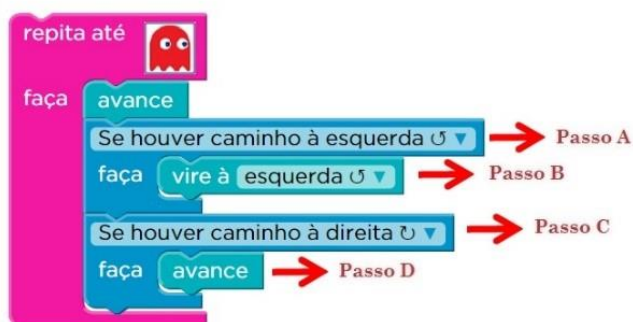 repita até
faça avance
Se houver caminho à esquerda ↺ ▼ Passo A
faça vire à esquerda ↺ ▼ Passo B
Se houver caminho à direita ↻ ▼ Passo C
faça avance Passo D